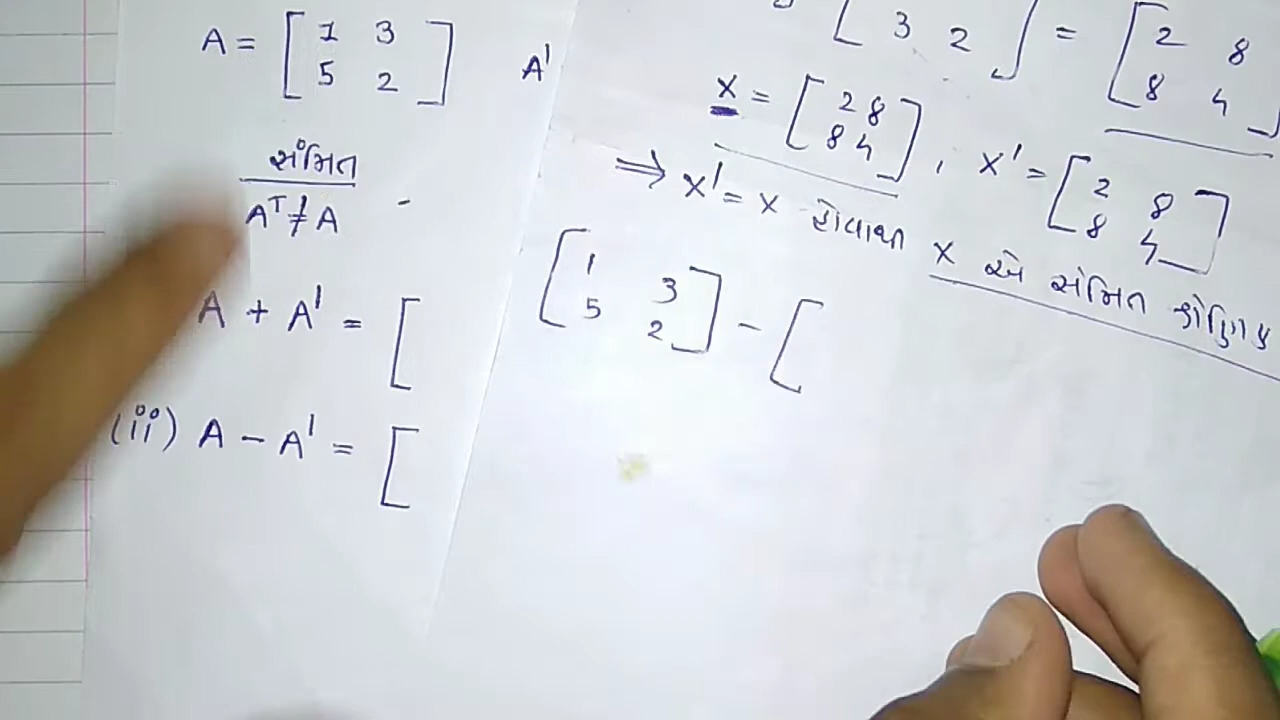 A = [ 1 3
5 2 ] A'
સંમિત
Aᵀ ≠ A
A + A' = [
(ii) A - A' = [
3 2 ] = [ 2 8
8 4 ]
x = [ 2 8
8 4 ] , x' = [ 2 8
8 4 ]
⇒ x' = x હોવાથી x એ સંમિત શ્રેણિક
[ 1 3
5 2 ] - [